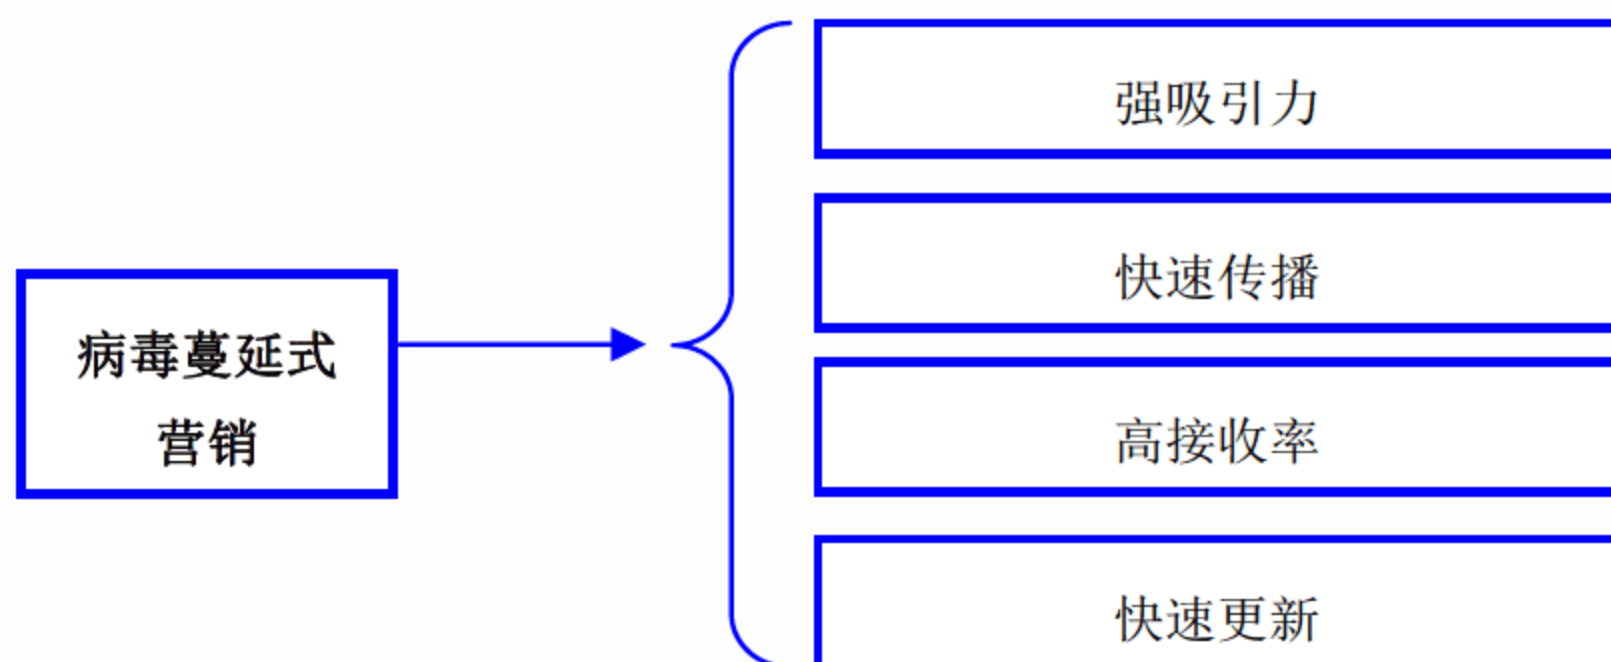 强吸引力
快速传播
病毒蔓延式
营销
高接收率
快速更新